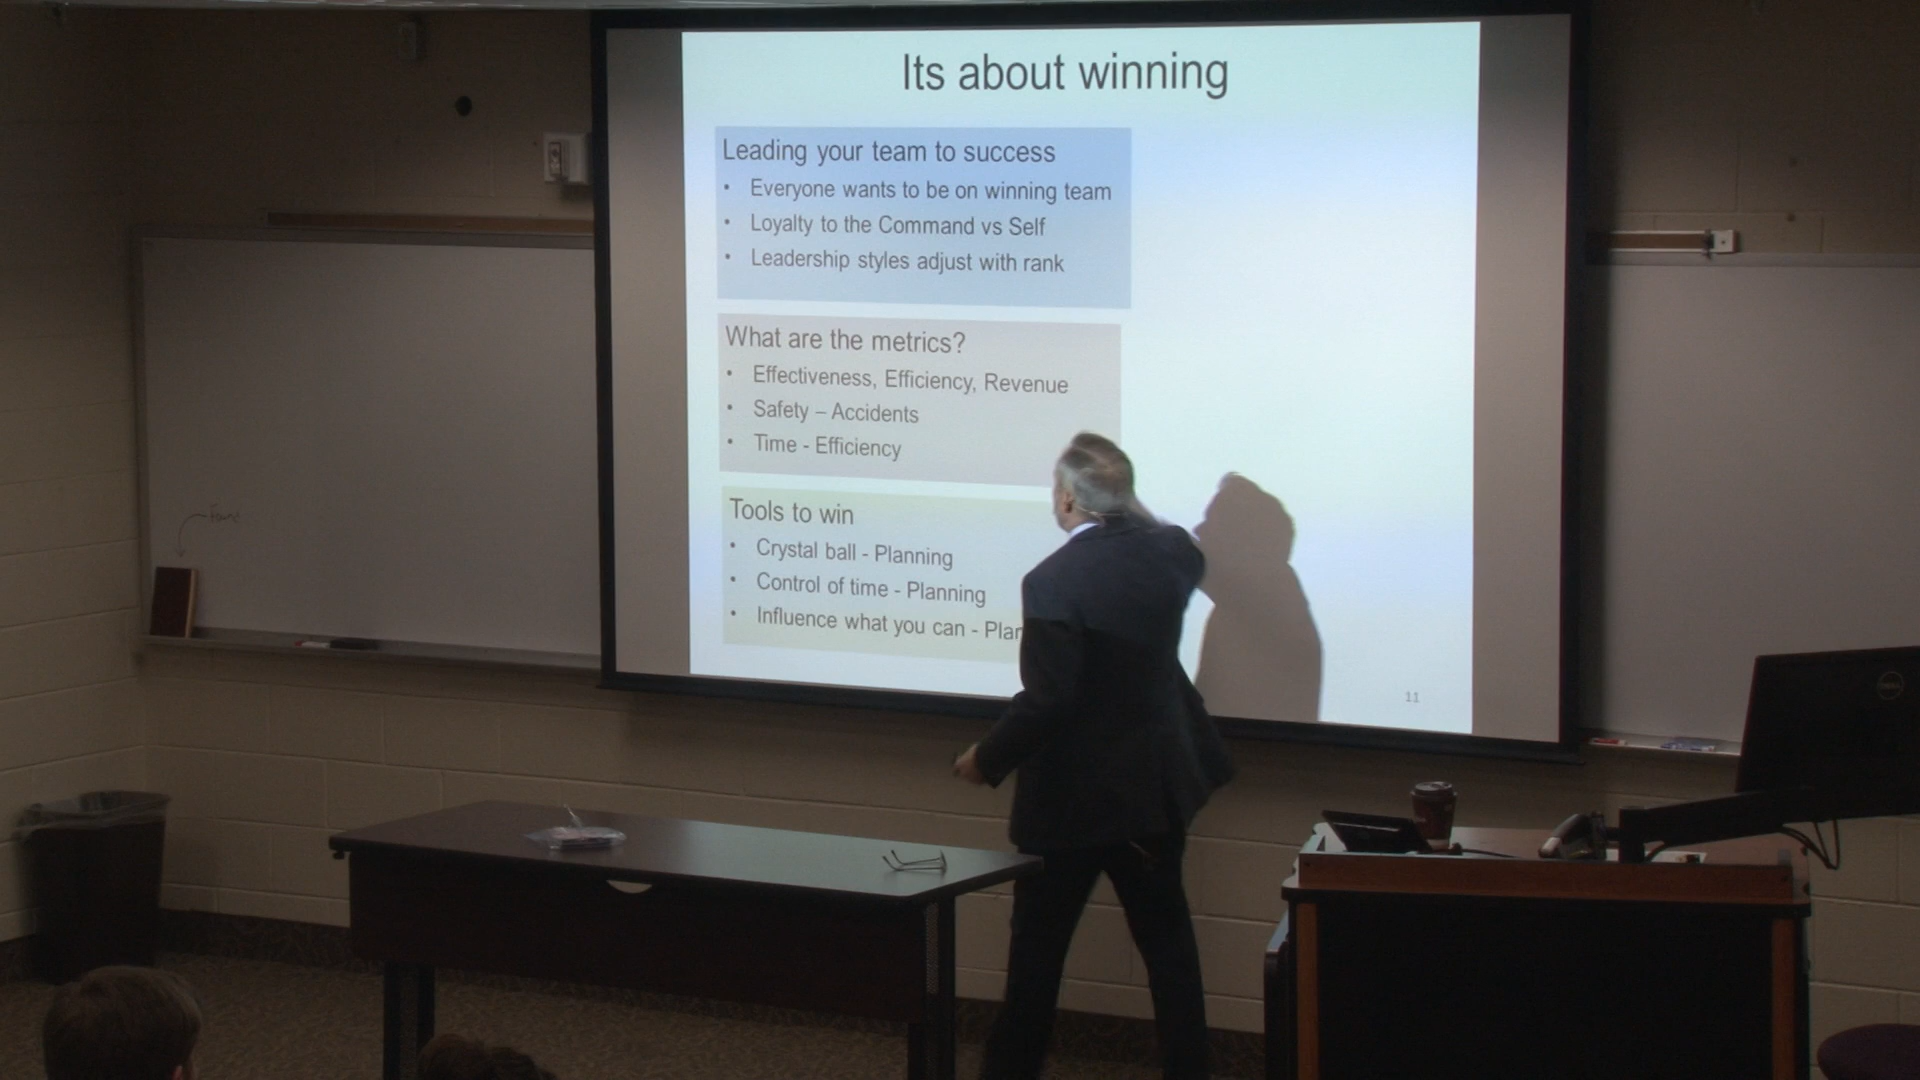 Its about winning
Leading your team to success
• Everyone wants to be on winning team
• Loyalty to the Command vs Self
• Leadership styles adjust with rank
What are the metrics?
• Effectiveness, Efficiency, Revenue
• Safety – Accidents
• Time - Efficiency
Tools to win
• Crystal ball - Planning
• Control of time - Planning
• Influence what you can - Plan
11